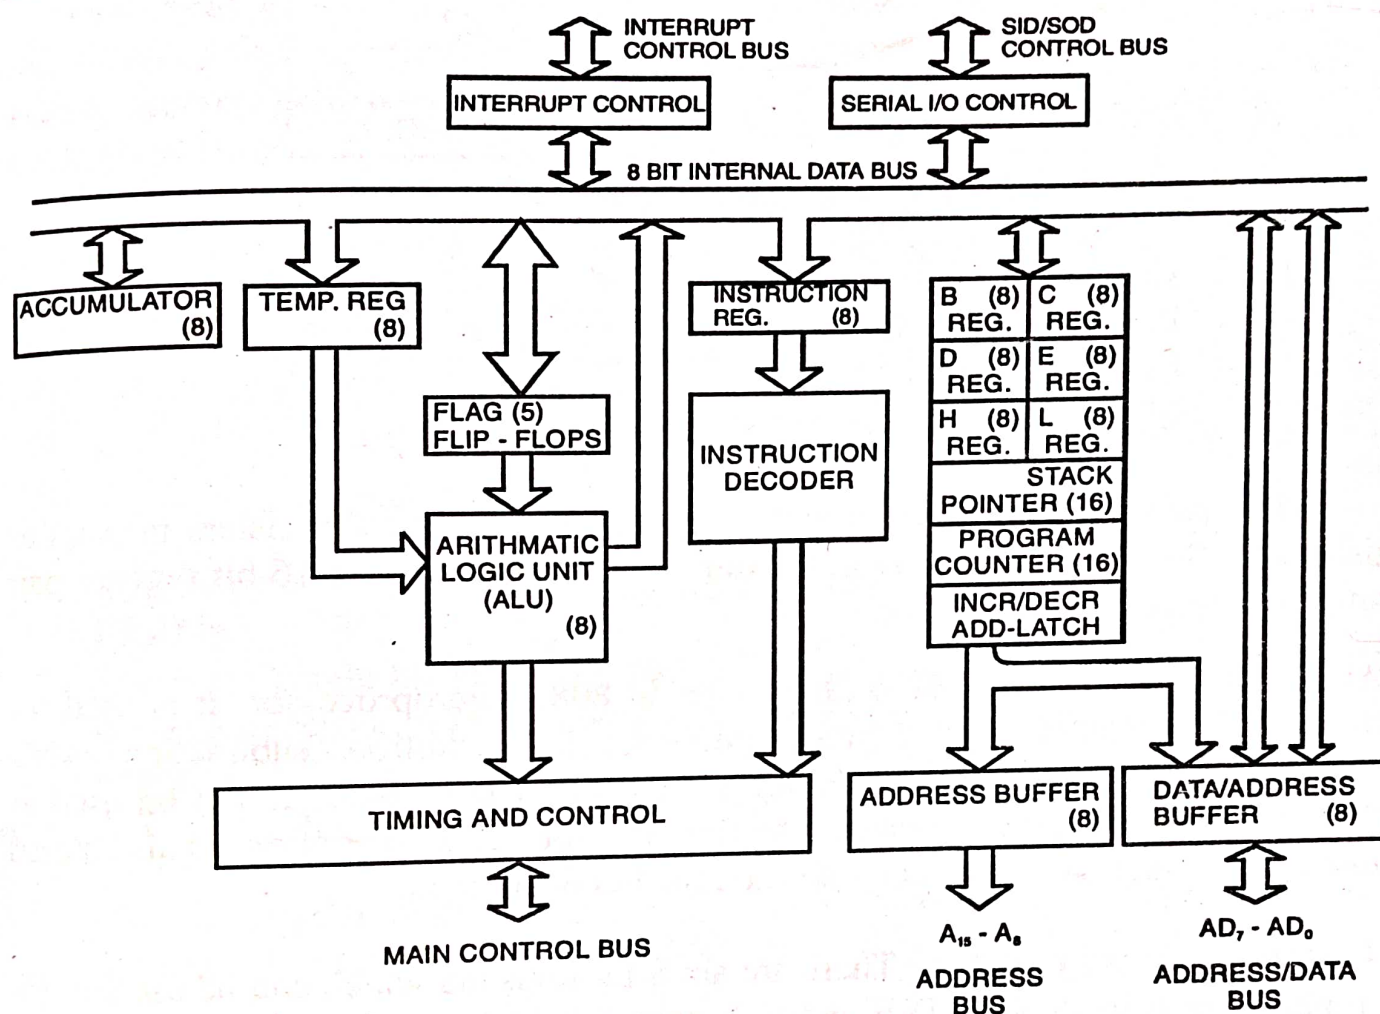 INTERRUPT
CONTROL BUS
SID/SOD
CONTROL BUS
INTERRUPT CONTROL
SERIAL I/O CONTROL
8 BIT INTERNAL DATA BUS
ACCUMULATOR
(8)
TEMP. REG
(8)
INSTRUCTION
REG. (8)
B (8)
REG.
C (8)
REG.
D (8)
REG.
E (8)
REG.
H (8)
REG.
L (8)
REG.
STACK
POINTER (16)
PROGRAM
COUNTER (16)
INCR/DECR
ADD-LATCH
FLAG (5)
FLIP - FLOPS
INSTRUCTION
DECODER
ARITHMATIC
LOGIC UNIT
(ALU)
(8)
TIMING AND CONTROL
ADDRESS BUFFER
(8)
DATA/ADDRESS
BUFFER (8)
MAIN CONTROL BUS
A₁₅ - A₈
ADDRESS
BUS
AD₇ - AD₀
ADDRESS/DATA
BUS